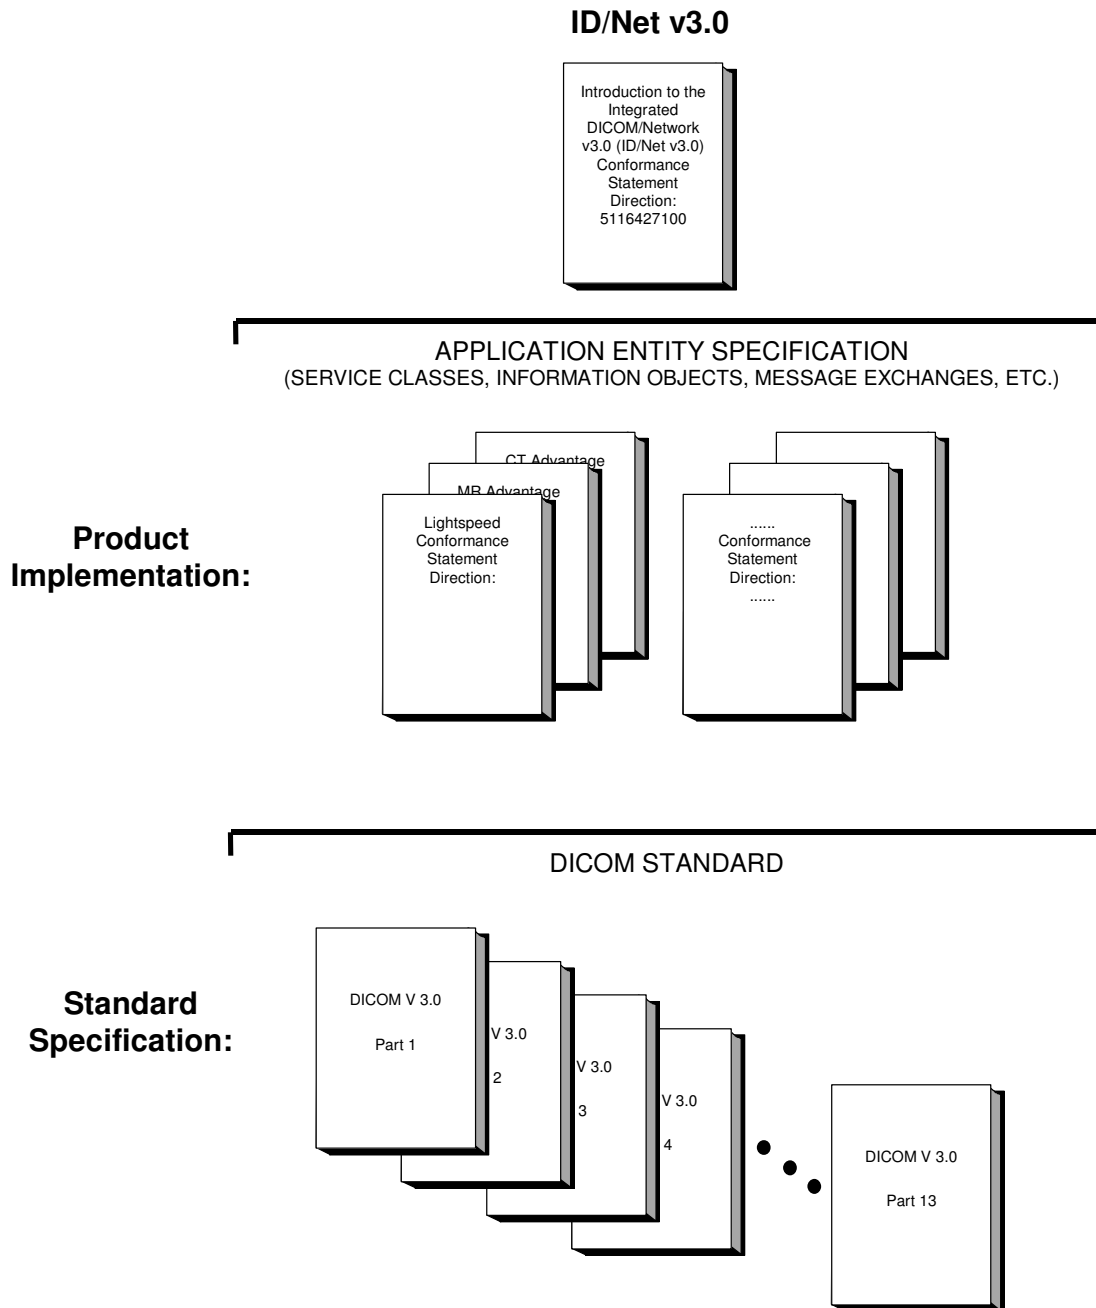 ID/Net v3.0
Introduction to the
Integrated
DICOM/Network
v3.0 (ID/Net v3.0)
Conformance
Statement
Direction:
5116427100
APPLICATION ENTITY SPECIFICATION
(SERVICE CLASSES, INFORMATION OBJECTS, MESSAGE EXCHANGES, ETC.)
Product
Implementation:
CT Advantage
MR Advantage
Lightspeed
Conformance
Statement
Direction:
......
Conformance
Statement
Direction:
......
DICOM STANDARD
Standard
Specification:
DICOM V 3.0
Part 1
V 3.0
2
V 3.0
3
V 3.0
4
DICOM V 3.0
Part 13